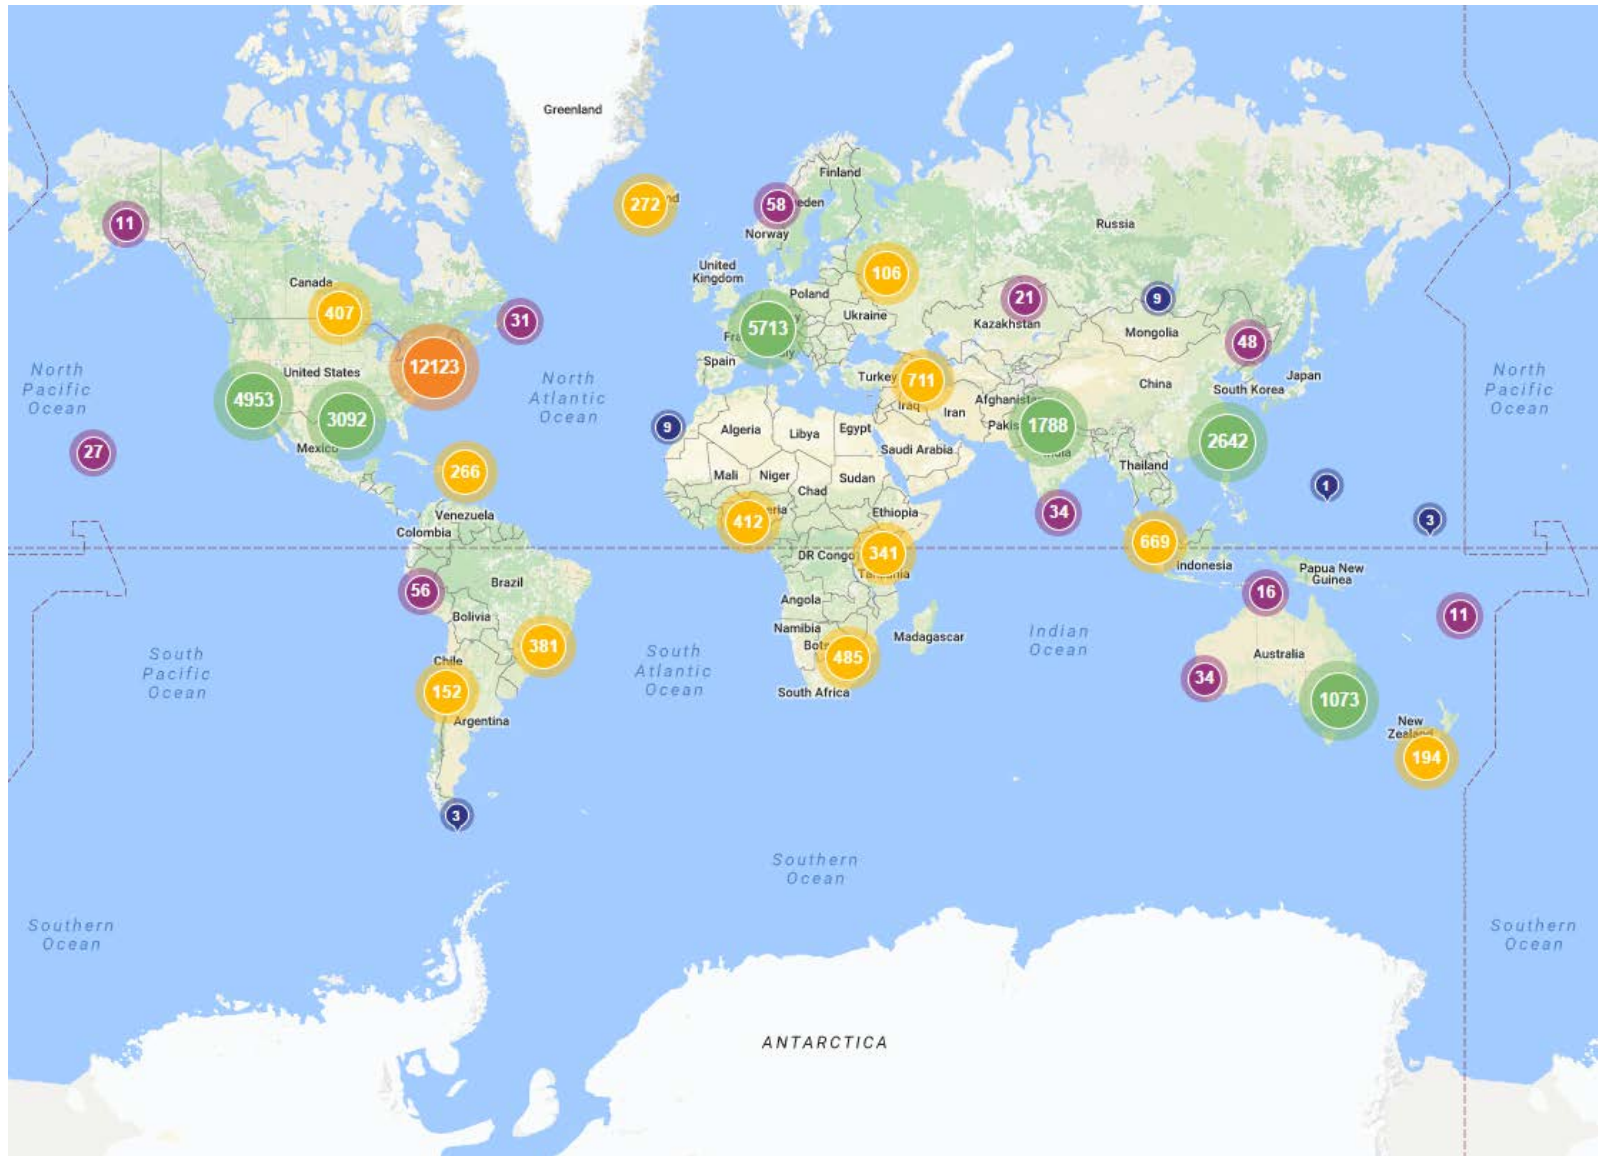 Greenland
Finland
272
58
eden
Norway
Russia
11
United
Kingdom
106
Canada
Poland
21
9
407
31
5713
Ukraine
Kazakhstan
Mongolia
48
12123
Spain
North
Pacific
Ocean
United States
North
Atlantic
Ocean
Turkey
711
China
South Korea
Japan
North
Pacific
Ocean
4953
3092
Iraq
Iran
Afghanistan
9
Algeria
Libya
Egypt
Pakis
1788
2642
Mexico
27
Saudi Arabia
266
Mali
Niger
Chad
Sudan
Thailand
1
Venezuela
Colombia
412
eria
Ethiopia
34
3
DR Congo
341
Tanzania
669
Indonesia
Papua New
Guinea
56
Brazil
Angola
16
11
Bolivia
Namibia
Bots
Madagascar
Indian
Ocean
South
Pacific
Ocean
381
South
Atlantic
Ocean
485
Australia
Chile
152
South Africa
34
1073
Argentina
New
Zealand
194
3
Southern
Ocean
Southern
Ocean
Southern
Ocean
ANTARCTICA